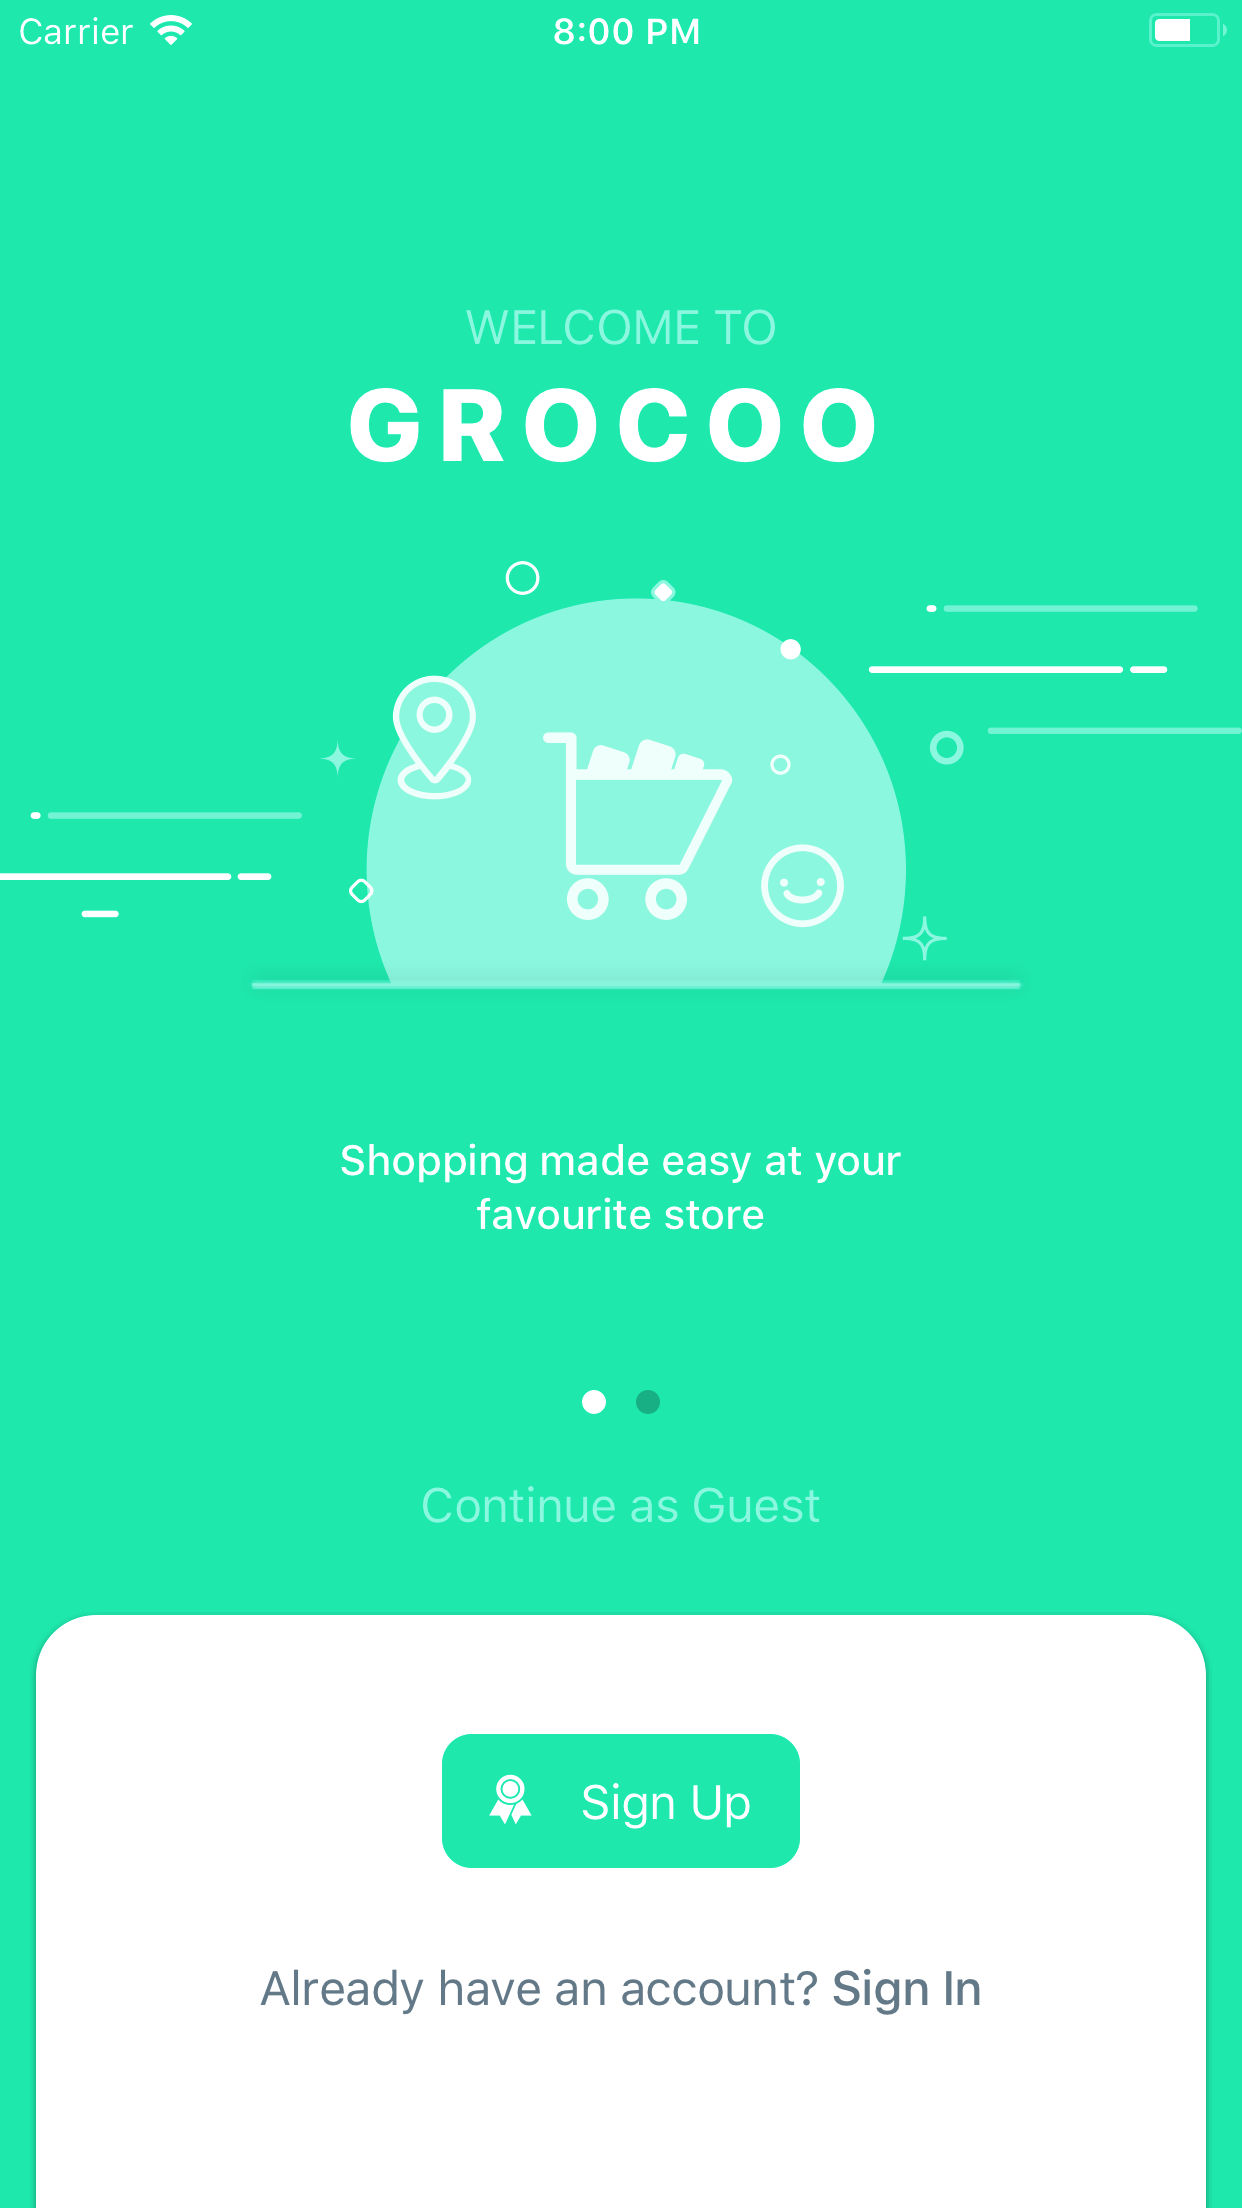 Carrier 8:00 PM
WELCOME TO
GROCOO
Shopping made easy at your
favourite store
Continue as Guest
Sign Up
Already have an account? Sign In